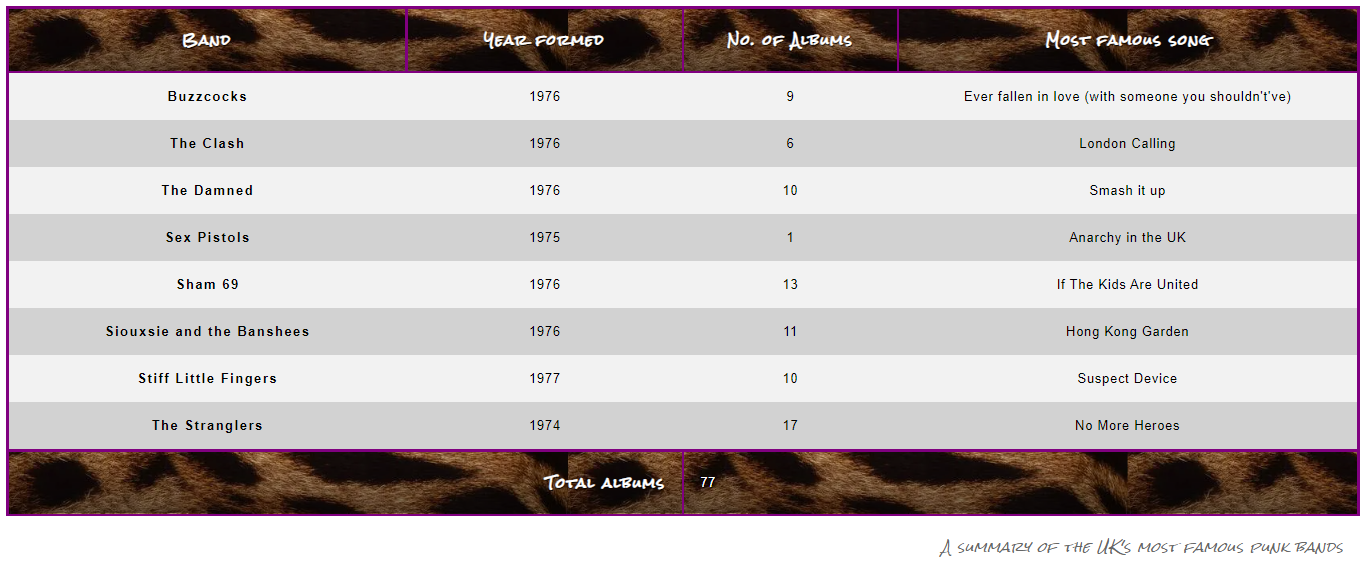 Band Year formed No. of Albums Most famous song
Buzzcocks 1976 9 Ever fallen in love (with someone you shouldn't've)
The Clash 1976 6 London Calling
The Damned 1976 10 Smash it up
Sex Pistols 1975 1 Anarchy in the UK
Sham 69 1976 13 If The Kids Are United
Siouxsie and the Banshees 1976 11 Hong Kong Garden
Stiff Little Fingers 1977 10 Suspect Device
The Stranglers 1974 17 No More Heroes
Total albums 77
A summary of the UK's most famous punk bands